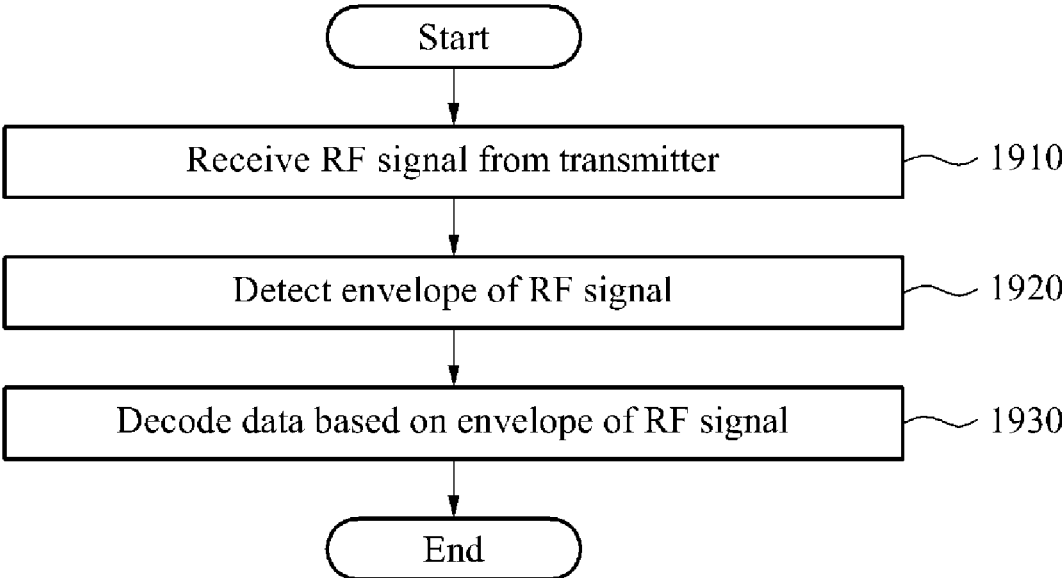 Start
Receive RF signal from transmitter
1910
Detect envelope of RF signal
1920
Decode data based on envelope of RF signal
1930
End